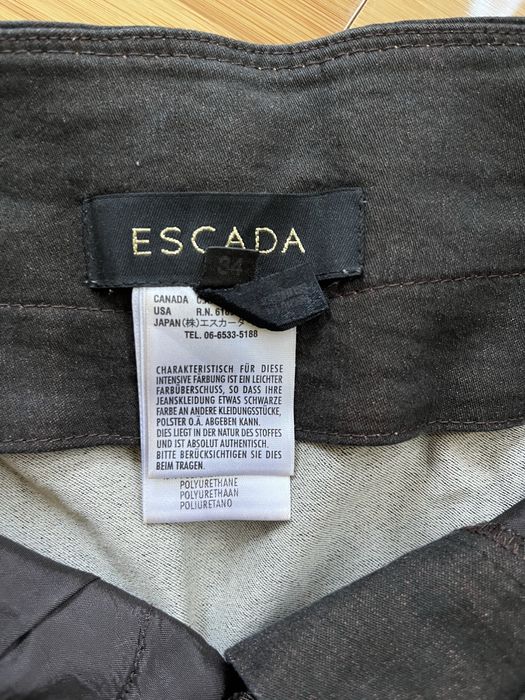 ESCADA
34
CANADA
USA R.N.
JAPAN(株)エスカーダ
TEL. 06-6533-5188
CHARAKTERISTISCH FÜR DIESE
INTENSIVE FÄRBUNG IST EIN LEICHTER
FARBÜBERSCHUSS, SO DASS IHRE
JEANSKLEIDUNG ETWAS SCHWARZE
FARBE AN ANDERE KLEIDUNGSSTÜCKE,
POLSTER O.Ä. ABGEBEN KANN.
DIES LIEGT IN DER NATUR DES STOFFES
UND IST ABSOLUT AUTHENTISCH.
BITTE BERÜCKSICHTIGEN SIE DIES
BEIM TRAGEN.
POLYURETHANE
POLYURETHAAN
POLIURETANO